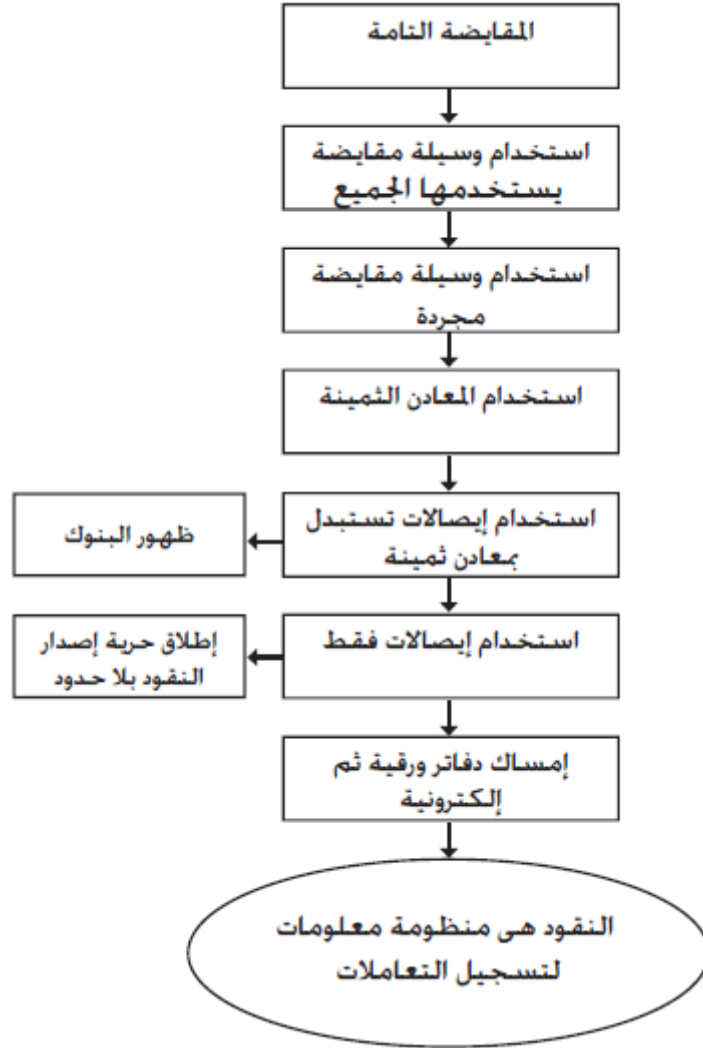 المقايضة التامة
استخدام وسيلة مقايضة
يستخدمها الجميع
استخدام وسيلة مقايضة
مجردة
استخدام المعادن الثمينة
استخدام إيصالات تستبدل
بمعادن ثمينة
ظهور البنوك
استخدام إيصالات فقط
إطلاق حرية إصدار
النقود بلا حدود
إمساك دفاتر ورقية ثم
إلكترونية
النقود هى منظومة معلومات
لتسجيل التعاملات